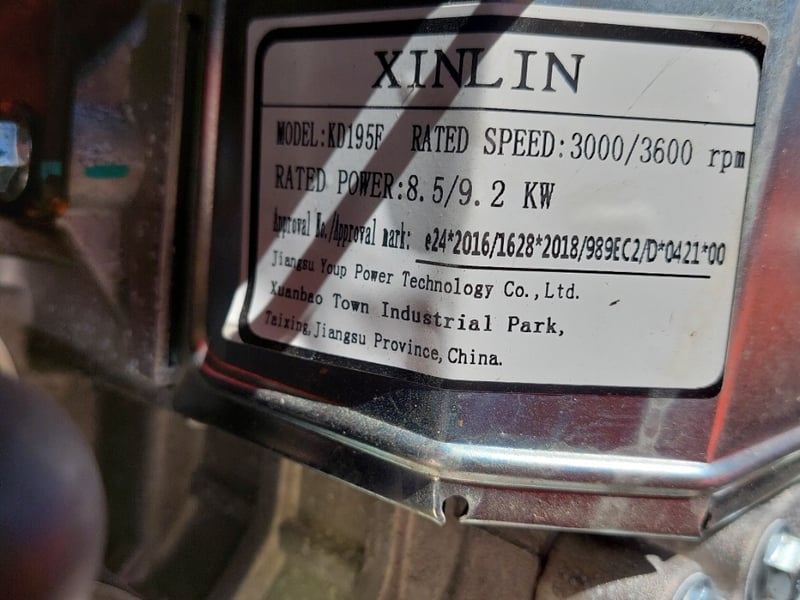 XINLIN
MODEL:KD195F RATED SPEED:3000/3600 rpm
RATED POWER:8.5/9.2 KW
Approval No./Approval mark: e24*2016/1628*2018/989EC2/D*0421*00
Jiangsu Youp Power Technology Co.,Ltd.
Xuanbao Town Industrial Park,
Taixing,Jiangsu Province,China.